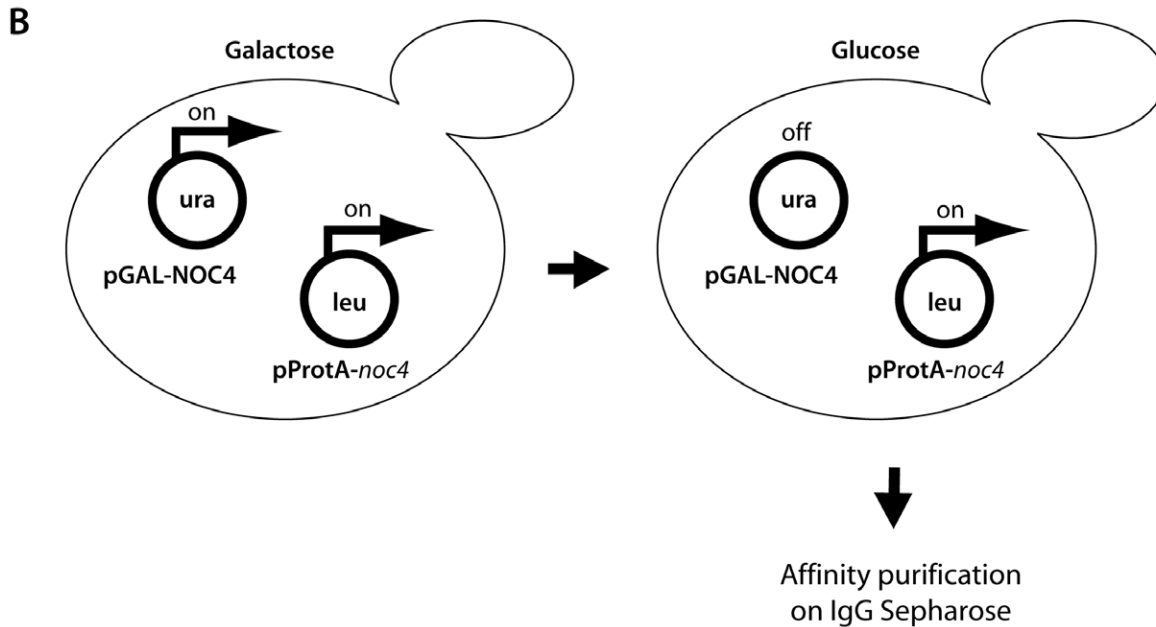 B
Galactose
on
ura
pGAL-NOC4
on
leu
pProtA-noc4
Glucose
off
ura
pGAL-NOC4
on
leu
pProtA-noc4
Affinity purification
on IgG Sepharose